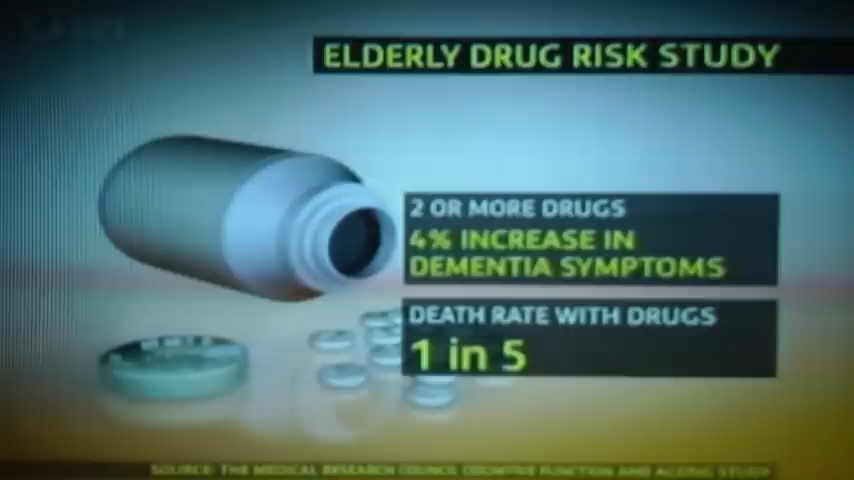 ELDERLY DRUG RISK STUDY
2 OR MORE DRUGS
4% INCREASE IN
DEMENTIA SYMPTOMS
DEATH RATE WITH DRUGS
1 in 5
SOURCE: THE MEDICAL RESEARCH COUNCIL COGNITIVE FUNCTION AND AGEING STUDY